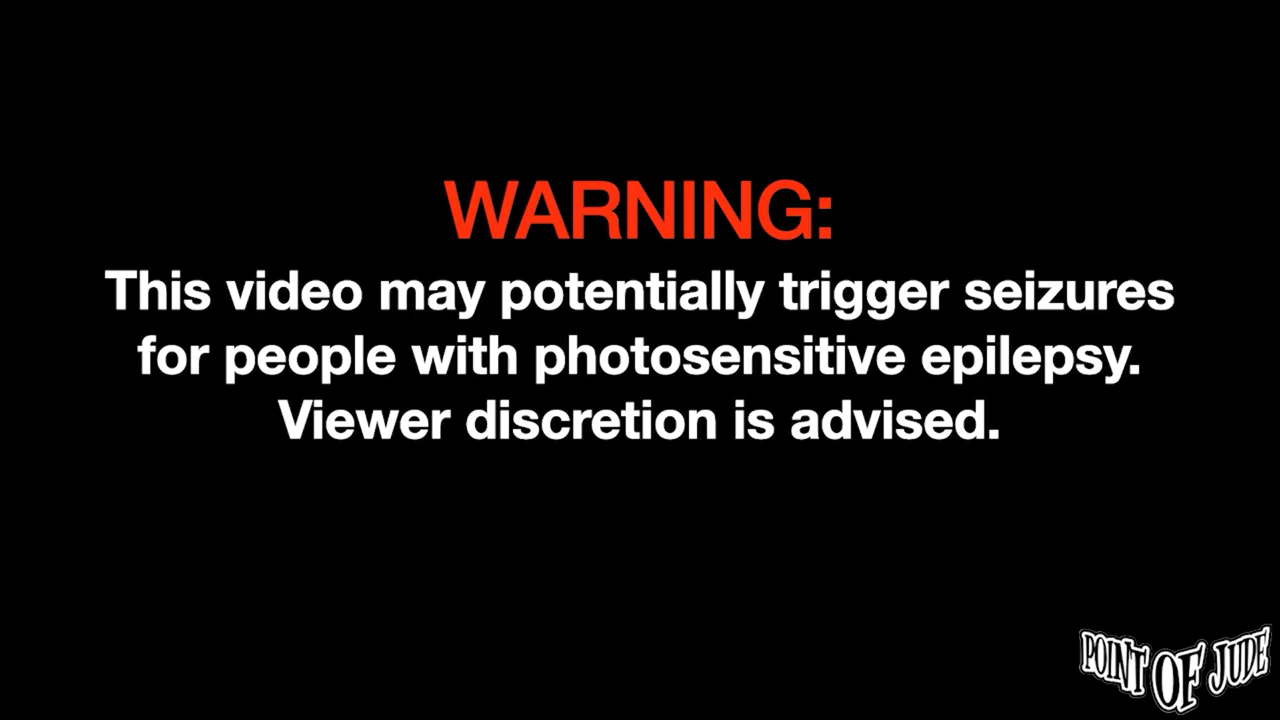 WARNING:
This video may potentially trigger seizures
for people with photosensitive epilepsy.
Viewer discretion is advised.
POINT OF JUDE